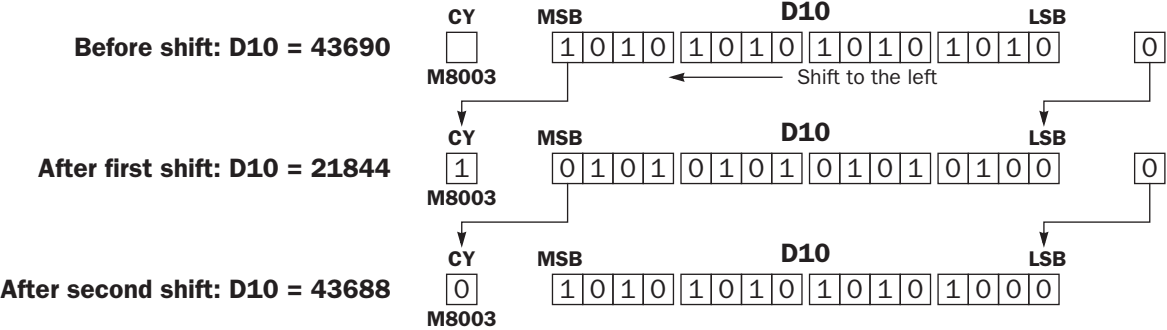 CY MSB D10 LSB
Before shift: D10 = 43690 1 0 1 0 1 0 1 0 1 0 1 0 1 0 1 0 0
M8003 Shift to the left
CY MSB D10 LSB
After first shift: D10 = 21844 1 0 1 0 1 0 1 0 1 0 1 0 1 0 1 0 0 0
M8003
CY MSB D10 LSB
After second shift: D10 = 43688 0 1 0 1 0 1 0 1 0 1 0 1 0 1 0 0 0
M8003